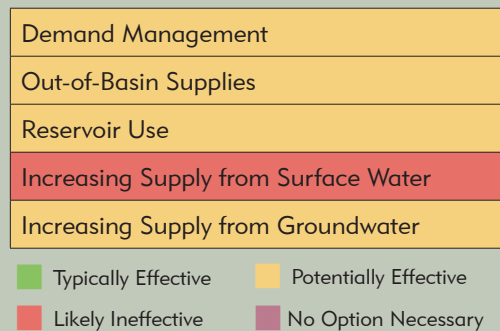 Demand Management
Out-of-Basin Supplies
Reservoir Use
Increasing Supply from Surface Water
Increasing Supply from Groundwater
Typically Effective
Potentially Effective
Likely Ineffective
No Option Necessary